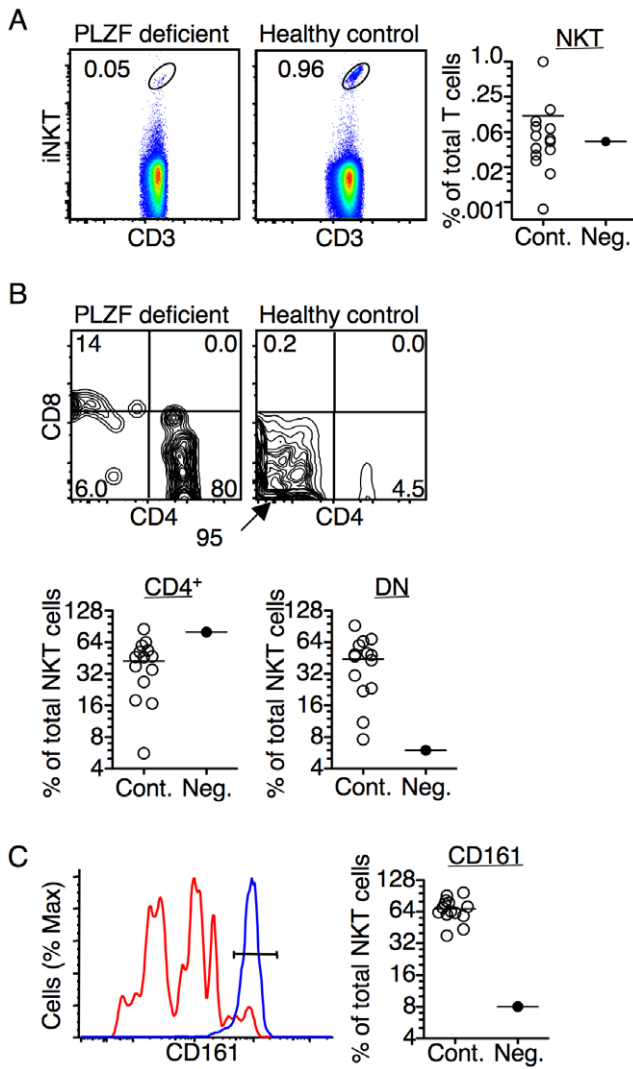 A
PLZF deficient
Healthy control
NKT
0.05
0.96
iNKT
CD3
CD3
% of total T cells
1.0
.25
.06
.02
.001
Cont. Neg.
B
PLZF deficient
Healthy control
14
0.0
0.2
0.0
CD8
6.0
80
4.5
CD4
CD4
95
CD4+
DN
% of total NKT cells
128
64
32
16
8
4
Cont. Neg.
% of total NKT cells
128
64
32
16
8
4
Cont. Neg.
C
CD161
Cells (% Max)
CD161
% of total NKT cells
128
64
32
16
8
4
Cont. Neg.